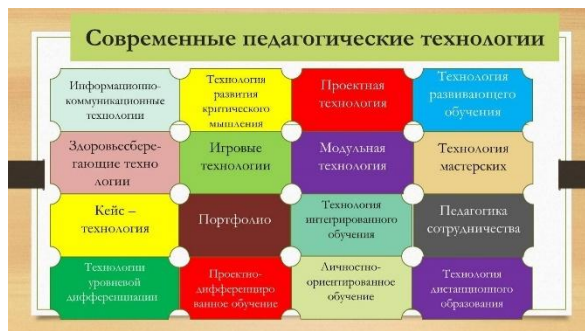 Современные педагогические технологии
Информационно-
коммуникационные
технологии
Технология
развития
критического
мышления
Проектная
технология
Технология
развивающего
обучения
Здоровьесбере-
гающие техно
логии
Игровые
технологии
Модульная
технология
Технология
мастерских
Кейс –
технология
Портфолио
Технология
интегрированного
обучения
Педагогика
сотрудничества
Технологии
уровневой
дифференциации
Проектно-
дифференциро
ванное обучение
Личностно-
ориентированное
обучение
Технология
дистанционного
образования